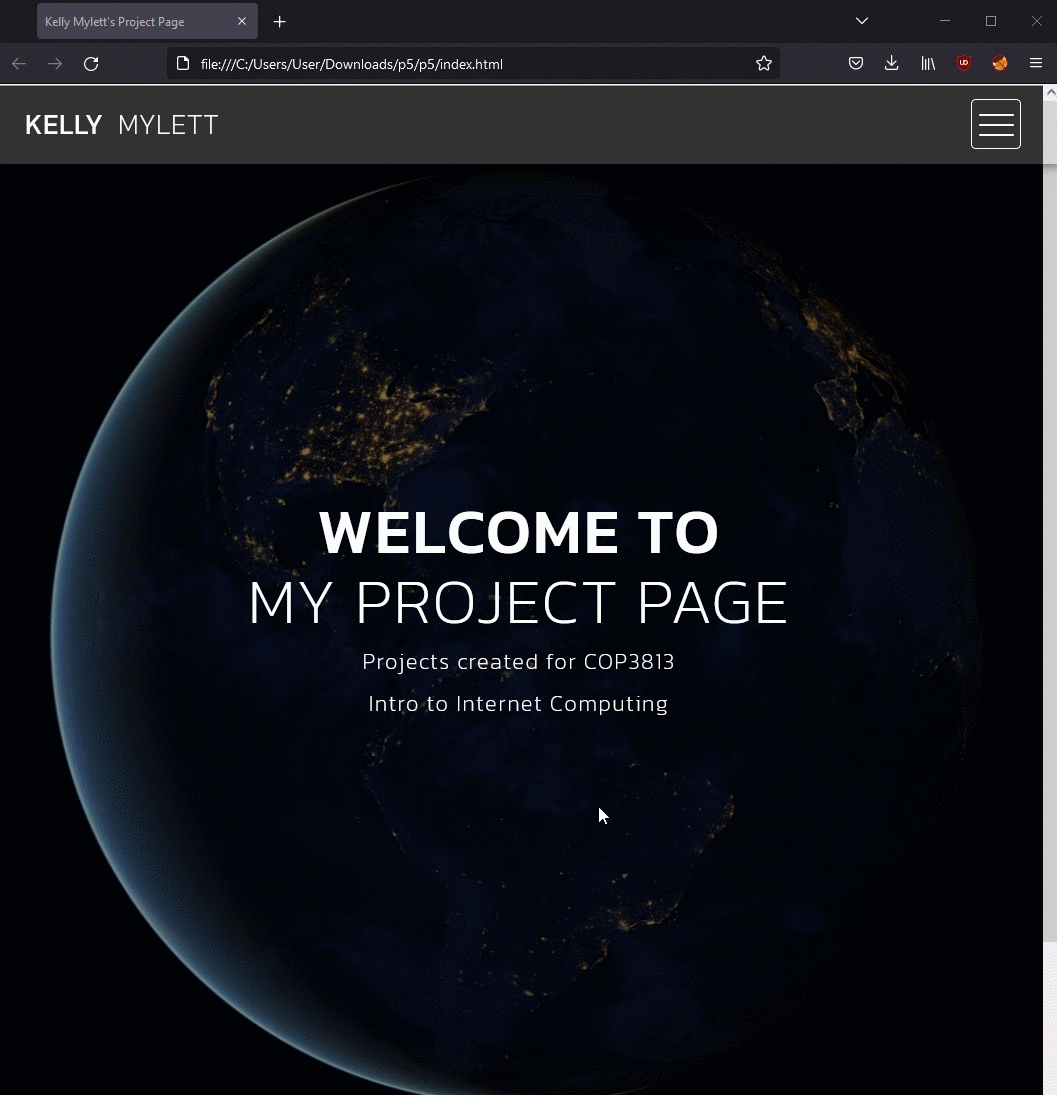 Kelly Mylett's Project Page
file:///C:/Users/User/Downloads/p5/p5/index.html
KELLY MYLETT
WELCOME TO
MY PROJECT PAGE
Projects created for COP3813
Intro to Internet Computing